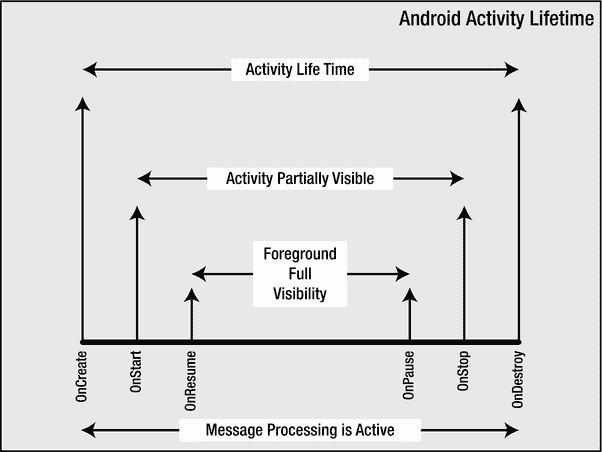 Android Activity Lifetime
Activity Life Time
Activity Partially Visible
Foreground
Full
Visibility
OnCreate
OnStart
OnResume
OnPause
OnStop
OnDestroy
Message Processing is Active